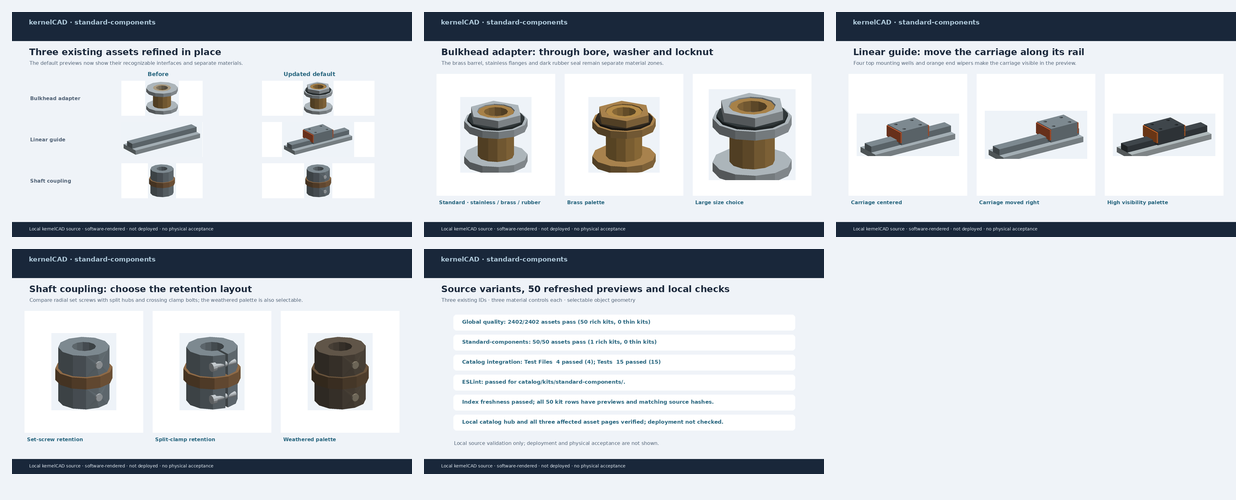 kernelCAD · standard-components
Three existing assets refined in place
The default previews now show their recognizable interfaces and separate materials.
Before
Updated default
Bulkhead adapter
Linear guide
Shaft coupling
Local kernelCAD source · software-rendered · not deployed · no physical acceptance
kernelCAD · standard-components
Bulkhead adapter: through bore, washer and locknut
The brass barrel, stainless flanges and dark rubber seal remain separate material zones.
Standard · stainless / brass / rubber
Brass palette
Large size choice
Local kernelCAD source · software-rendered · not deployed · no physical acceptance
kernelCAD · standard-components
Linear guide: move the carriage along its rail
Four top mounting wells and orange end wipers make the carriage visible in the preview.
Carriage centered
Carriage moved right
High visibility palette
Local kernelCAD source · software-rendered · not deployed · no physical acceptance
kernelCAD · standard-components
Shaft coupling: choose the retention layout
Compare radial set screws with split hubs and crossing clamp bolts; the weathered palette is also selectable.
Set-screw retention
Split-clamp retention
Weathered palette
Local kernelCAD source · software-rendered · not deployed · no physical acceptance
kernelCAD · standard-components
Source variants, 50 refreshed previews and local checks
Three existing IDs · three material controls each · selectable object geometry
Global quality: 2402/2402 assets pass (50 rich kits, 0 thin kits)
Standard-components: 50/50 assets pass (1 rich kits, 0 thin kits)
Catalog integration: Test Files  4 passed (4); Tests  15 passed (15)
ESLint: passed for catalog/kits/standard-components/.
Index freshness passed; all 50 kit rows have previews and matching source hashes.
Local catalog hub and all three affected asset pages verified; deployment not checked.
Local source validation only; deployment and physical acceptance are not shown.
Local kernelCAD source · software-rendered · not deployed · no physical acceptance